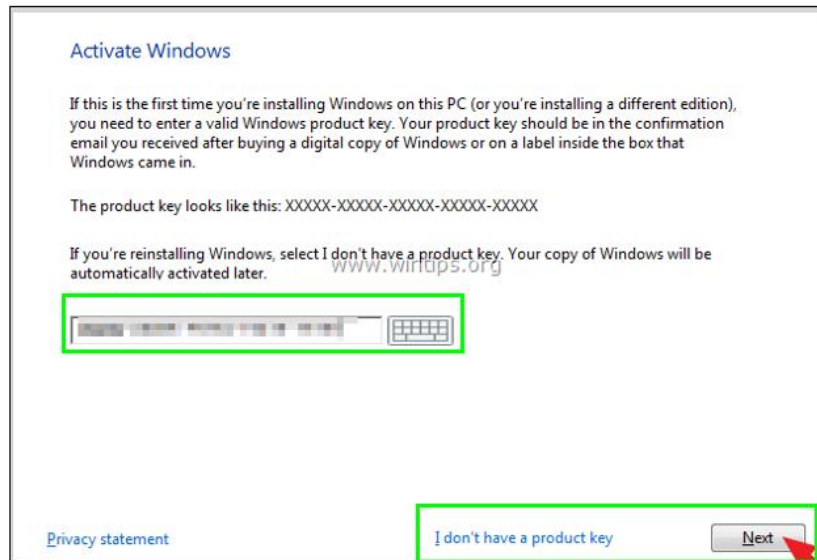 Activate Windows
If this is the first time you're installing Windows on this PC (or you're installing a different edition),
you need to enter a valid Windows product key. Your product key should be in the confirmation
email you received after buying a digital copy of Windows or on a label inside the box that
Windows came in.
The product key looks like this: XXXXX-XXXXX-XXXXX-XXXXX-XXXXX
If you're reinstalling Windows, select I don't have a product key. Your copy of Windows will be
www.wintips.org
automatically activated later.
Privacy statement
I don't have a product key
Next